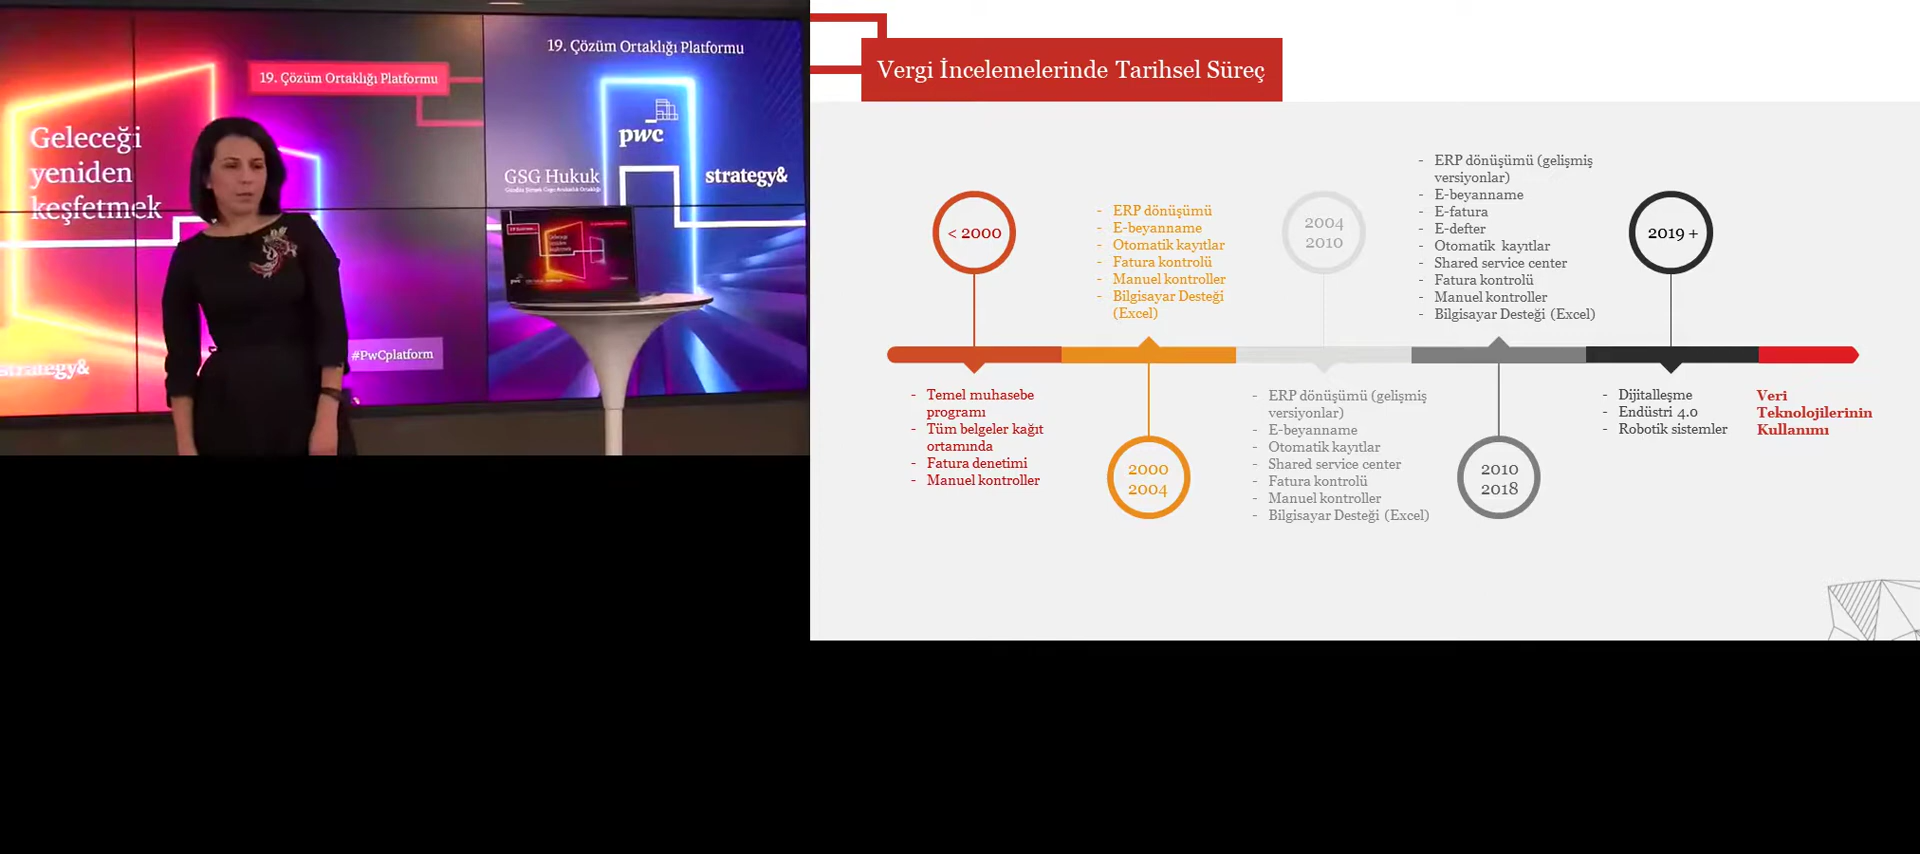 19. Çözüm Ortaklığı Platformu
Geleceği
yeniden
keşfetmek
strategy&
#PwCplatform
19. Çözüm Ortaklığı Platformu
pwc
GSG Hukuk
strategy&
Geleceği
yeniden
keşfetmek
pwc
Vergi İncelemelerinde Tarihsel Süreç
< 2000
- Temel muhasebe
programı
- Tüm belgeler kağıt
ortamında
- Fatura denetimi
- Manuel kontroller
- ERP dönüşümü
- E-beyanname
- Otomatik kayıtlar
- Fatura kontrolü
- Manuel kontroller
- Bilgisayar Desteği
(Excel)
2000
2004
2004
2010
- ERP dönüşümü (gelişmiş
versiyonlar)
- E-beyanname
- Otomatik kayıtlar
- Shared service center
- Fatura kontrolü
- Manuel kontroller
- Bilgisayar Desteği (Excel)
- ERP dönüşümü (gelişmiş
versiyonlar)
- E-beyanname
- E-fatura
- E-defter
- Otomatik kayıtlar
- Shared service center
- Fatura kontrolü
- Manuel kontroller
- Bilgisayar Desteği (Excel)
2010
2018
2019 +
- Dijitalleşme
- Endüstri 4.0
- Robotik sistemler
Veri
Teknolojilerinin
Kullanımı